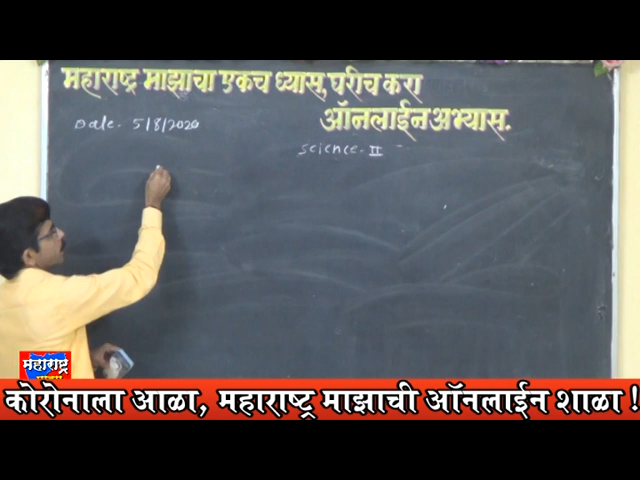 महाराष्ट्र माझाचा एकच ध्यास, घरीच करा
ऑनलाईन अभ्यास.
Date. 5/8/2020
Science-II
महाराष्ट्र
माझा
कोरोनाला आळा, महाराष्ट्र माझाची ऑनलाईन शाळा !